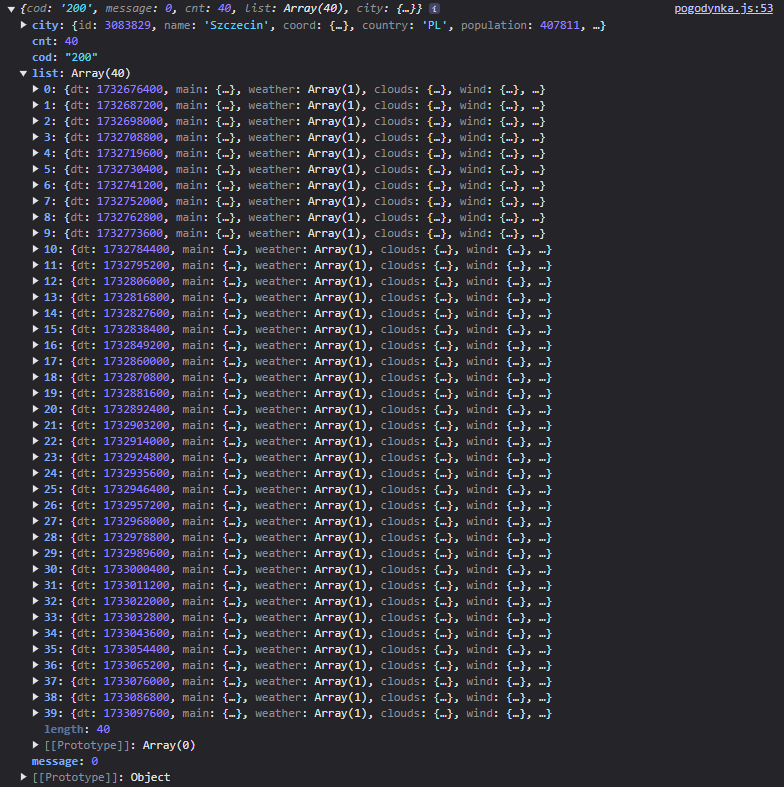 {cod: '200', message: 0, cnt: 40, list: Array(40), city: {…}} i pogodynka.js:53
city: {id: 3083829, name: 'Szczecin', coord: {…}, country: 'PL', population: 407811, …}
cnt: 40
cod: "200"
list: Array(40)
0: {dt: 1732676400, main: {…}, weather: Array(1), clouds: {…}, wind: {…}, …}
1: {dt: 1732687200, main: {…}, weather: Array(1), clouds: {…}, wind: {…}, …}
2: {dt: 1732698000, main: {…}, weather: Array(1), clouds: {…}, wind: {…}, …}
3: {dt: 1732708800, main: {…}, weather: Array(1), clouds: {…}, wind: {…}, …}
4: {dt: 1732719600, main: {…}, weather: Array(1), clouds: {…}, wind: {…}, …}
5: {dt: 1732730400, main: {…}, weather: Array(1), clouds: {…}, wind: {…}, …}
6: {dt: 1732741200, main: {…}, weather: Array(1), clouds: {…}, wind: {…}, …}
7: {dt: 1732752000, main: {…}, weather: Array(1), clouds: {…}, wind: {…}, …}
8: {dt: 1732762800, main: {…}, weather: Array(1), clouds: {…}, wind: {…}, …}
9: {dt: 1732773600, main: {…}, weather: Array(1), clouds: {…}, wind: {…}, …}
10: {dt: 1732784400, main: {…}, weather: Array(1), clouds: {…}, wind: {…}, …}
11: {dt: 1732795200, main: {…}, weather: Array(1), clouds: {…}, wind: {…}, …}
12: {dt: 1732806000, main: {…}, weather: Array(1), clouds: {…}, wind: {…}, …}
13: {dt: 1732816800, main: {…}, weather: Array(1), clouds: {…}, wind: {…}, …}
14: {dt: 1732827600, main: {…}, weather: Array(1), clouds: {…}, wind: {…}, …}
15: {dt: 1732838400, main: {…}, weather: Array(1), clouds: {…}, wind: {…}, …}
16: {dt: 1732849200, main: {…}, weather: Array(1), clouds: {…}, wind: {…}, …}
17: {dt: 1732860000, main: {…}, weather: Array(1), clouds: {…}, wind: {…}, …}
18: {dt: 1732870800, main: {…}, weather: Array(1), clouds: {…}, wind: {…}, …}
19: {dt: 1732881600, main: {…}, weather: Array(1), clouds: {…}, wind: {…}, …}
20: {dt: 1732892400, main: {…}, weather: Array(1), clouds: {…}, wind: {…}, …}
21: {dt: 1732903200, main: {…}, weather: Array(1), clouds: {…}, wind: {…}, …}
22: {dt: 1732914000, main: {…}, weather: Array(1), clouds: {…}, wind: {…}, …}
23: {dt: 1732924800, main: {…}, weather: Array(1), clouds: {…}, wind: {…}, …}
24: {dt: 1732935600, main: {…}, weather: Array(1), clouds: {…}, wind: {…}, …}
25: {dt: 1732946400, main: {…}, weather: Array(1), clouds: {…}, wind: {…}, …}
26: {dt: 1732957200, main: {…}, weather: Array(1), clouds: {…}, wind: {…}, …}
27: {dt: 1732968000, main: {…}, weather: Array(1), clouds: {…}, wind: {…}, …}
28: {dt: 1732978800, main: {…}, weather: Array(1), clouds: {…}, wind: {…}, …}
29: {dt: 1732989600, main: {…}, weather: Array(1), clouds: {…}, wind: {…}, …}
30: {dt: 1733000400, main: {…}, weather: Array(1), clouds: {…}, wind: {…}, …}
31: {dt: 1733011200, main: {…}, weather: Array(1), clouds: {…}, wind: {…}, …}
32: {dt: 1733022000, main: {…}, weather: Array(1), clouds: {…}, wind: {…}, …}
33: {dt: 1733032800, main: {…}, weather: Array(1), clouds: {…}, wind: {…}, …}
34: {dt: 1733043600, main: {…}, weather: Array(1), clouds: {…}, wind: {…}, …}
35: {dt: 1733054400, main: {…}, weather: Array(1), clouds: {…}, wind: {…}, …}
36: {dt: 1733065200, main: {…}, weather: Array(1), clouds: {…}, wind: {…}, …}
37: {dt: 1733076000, main: {…}, weather: Array(1), clouds: {…}, wind: {…}, …}
38: {dt: 1733086800, main: {…}, weather: Array(1), clouds: {…}, wind: {…}, …}
39: {dt: 1733097600, main: {…}, weather: Array(1), clouds: {…}, wind: {…}, …}
length: 40
[[Prototype]]: Array(0)
message: 0
[[Prototype]]: Object